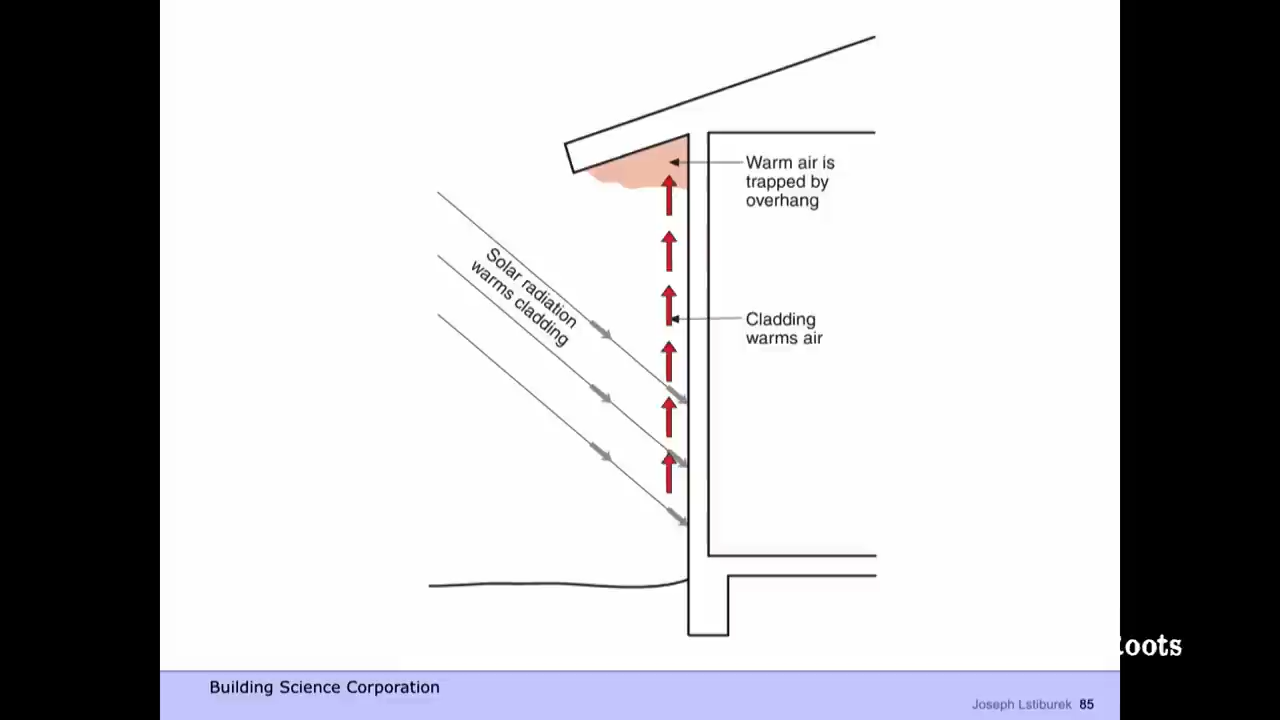 Warm air is
trapped by
overhang
Solar radiation
warms cladding
Cladding
warms air
Building Science Corporation
Joseph Lstiburek 85